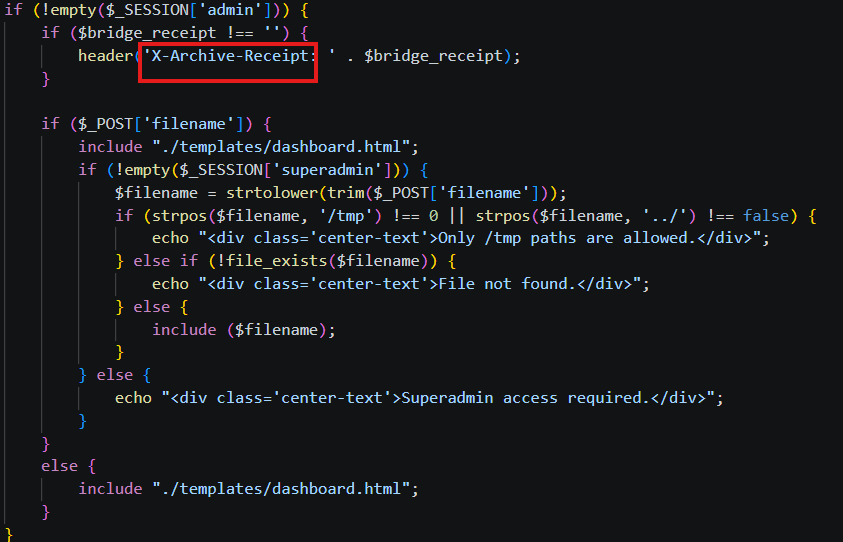 if (!empty($_SESSION['admin'])) {
    if ($bridge_receipt !== '') {
        header('X-Archive-Receipt: ' . $bridge_receipt);
    }

    if ($_POST['filename']) {
        include "./templates/dashboard.html";
        if (!empty($_SESSION['superadmin'])) {
            $filename = strtolower(trim($_POST['filename']));
            if (strpos($filename, '/tmp') !== 0 || strpos($filename, '../') !== false) {
                echo "<div class='center-text'>Only /tmp paths are allowed.</div>";
            } else if (!file_exists($filename)) {
                echo "<div class='center-text'>File not found.</div>";
            } else {
                include ($filename);
            }
        } else {
            echo "<div class='center-text'>Superadmin access required.</div>";
        }
    }
    else {
        include "./templates/dashboard.html";
    }
}